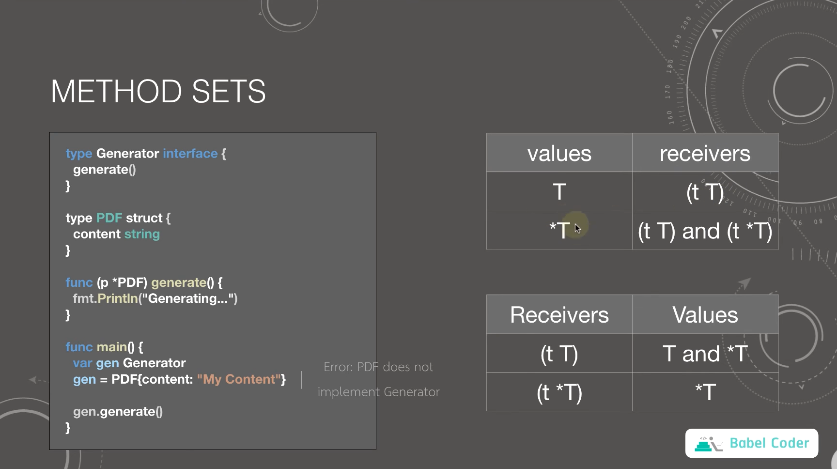 METHOD SETS
type Generator interface {
generate()
}
type PDF struct {
content string
}
func (p *PDF) generate() {
fmt.Println("Generating...")
}
func main() {
var gen Generator
gen = PDF{content: "My Content"}
gen.generate()
}
Error: PDF does not
implement Generator
values receivers
T (t T)
*T (t T) and (t *T)
Receivers Values
(t T) T and *T
(t *T) *T
Babel Coder